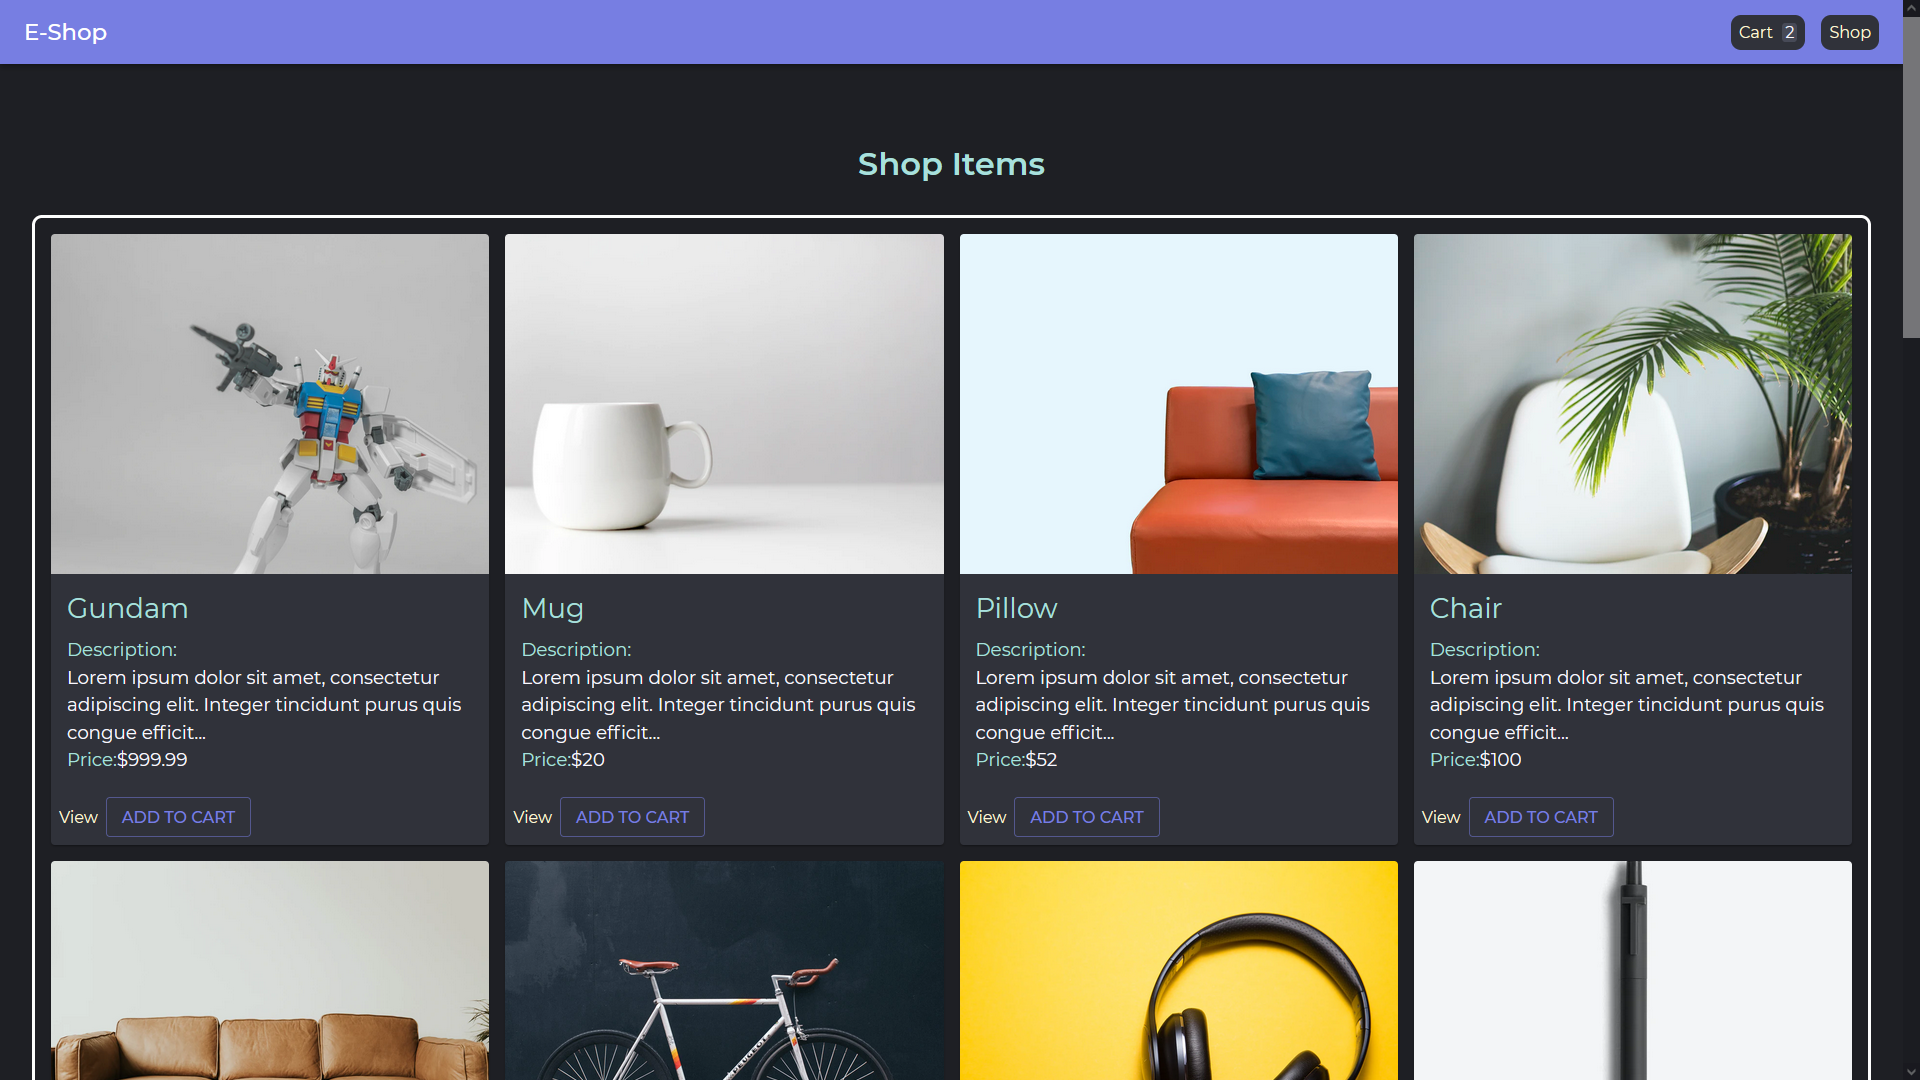 E-Shop
Cart 2
Shop
Shop Items
Gundam
Description:
Lorem ipsum dolor sit amet, consectetur
adipiscing elit. Integer tincidunt purus quis
congue efficit...
Price:$999.99
View
ADD TO CART
Mug
Description:
Lorem ipsum dolor sit amet, consectetur
adipiscing elit. Integer tincidunt purus quis
congue efficit...
Price:$20
View
ADD TO CART
Pillow
Description:
Lorem ipsum dolor sit amet, consectetur
adipiscing elit. Integer tincidunt purus quis
congue efficit...
Price:$52
View
ADD TO CART
Chair
Description:
Lorem ipsum dolor sit amet, consectetur
adipiscing elit. Integer tincidunt purus quis
congue efficit...
Price:$100
View
ADD TO CART
PEUGEOT